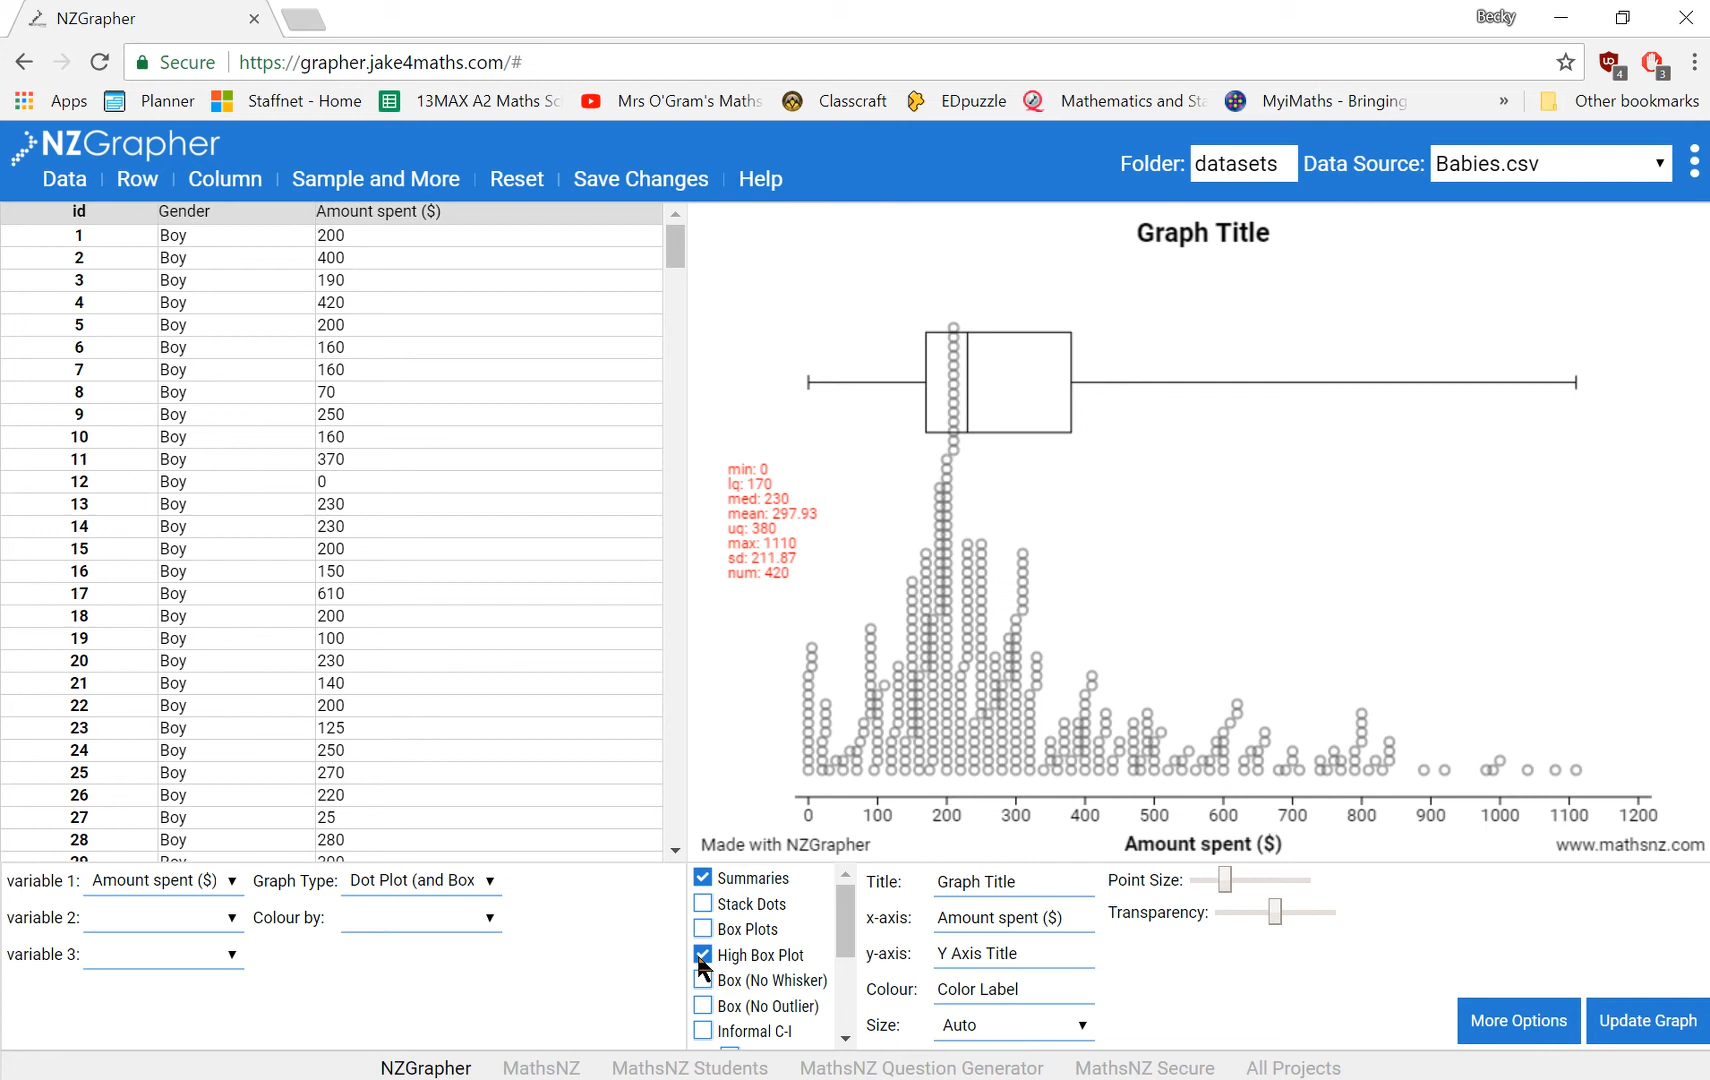 NZGrapher
Becky
Secure https://grapher.jake4maths.com/#
Apps Planner Staffnet - Home 13MAX A2 Maths Sc Mrs O'Gram's Maths Classcraft EDpuzzle Mathematics and Sta MyiMaths - Bringing » Other bookmarks
NZGrapher
Folder: datasets Data Source: Babies.csv
Data Row Column Sample and More Reset Save Changes Help
id Gender Amount spent ($)
1 Boy 200
2 Boy 400
3 Boy 190
4 Boy 420
5 Boy 200
6 Boy 160
7 Boy 160
8 Boy 70
9 Boy 250
10 Boy 160
11 Boy 370
12 Boy 0
13 Boy 230
14 Boy 230
15 Boy 200
16 Boy 150
17 Boy 610
18 Boy 200
19 Boy 100
20 Boy 230
21 Boy 140
22 Boy 200
23 Boy 125
24 Boy 250
25 Boy 270
26 Boy 220
27 Boy 25
28 Boy 280
29 Boy 200
Graph Title
min: 0
lq: 170
med: 230
mean: 297.93
uq: 380
max: 1110
sd: 211.87
num: 420
0 100 200 300 400 500 600 700 800 900 1000 1100 1200
Made with NZGrapher Amount spent ($) www.mathsnz.com
variable 1: Amount spent ($) Graph Type: Dot Plot (and Box
variable 2: Colour by:
variable 3:
Summaries
Stack Dots
Box Plots
High Box Plot
Box (No Whisker)
Box (No Outlier)
Informal C-I
Title: Graph Title
x-axis: Amount spent ($)
y-axis: Y Axis Title
Colour: Color Label
Size: Auto
Point Size:
Transparency:
More Options Update Graph
NZGrapher MathsNZ MathsNZ Students MathsNZ Question Generator MathsNZ Secure All Projects